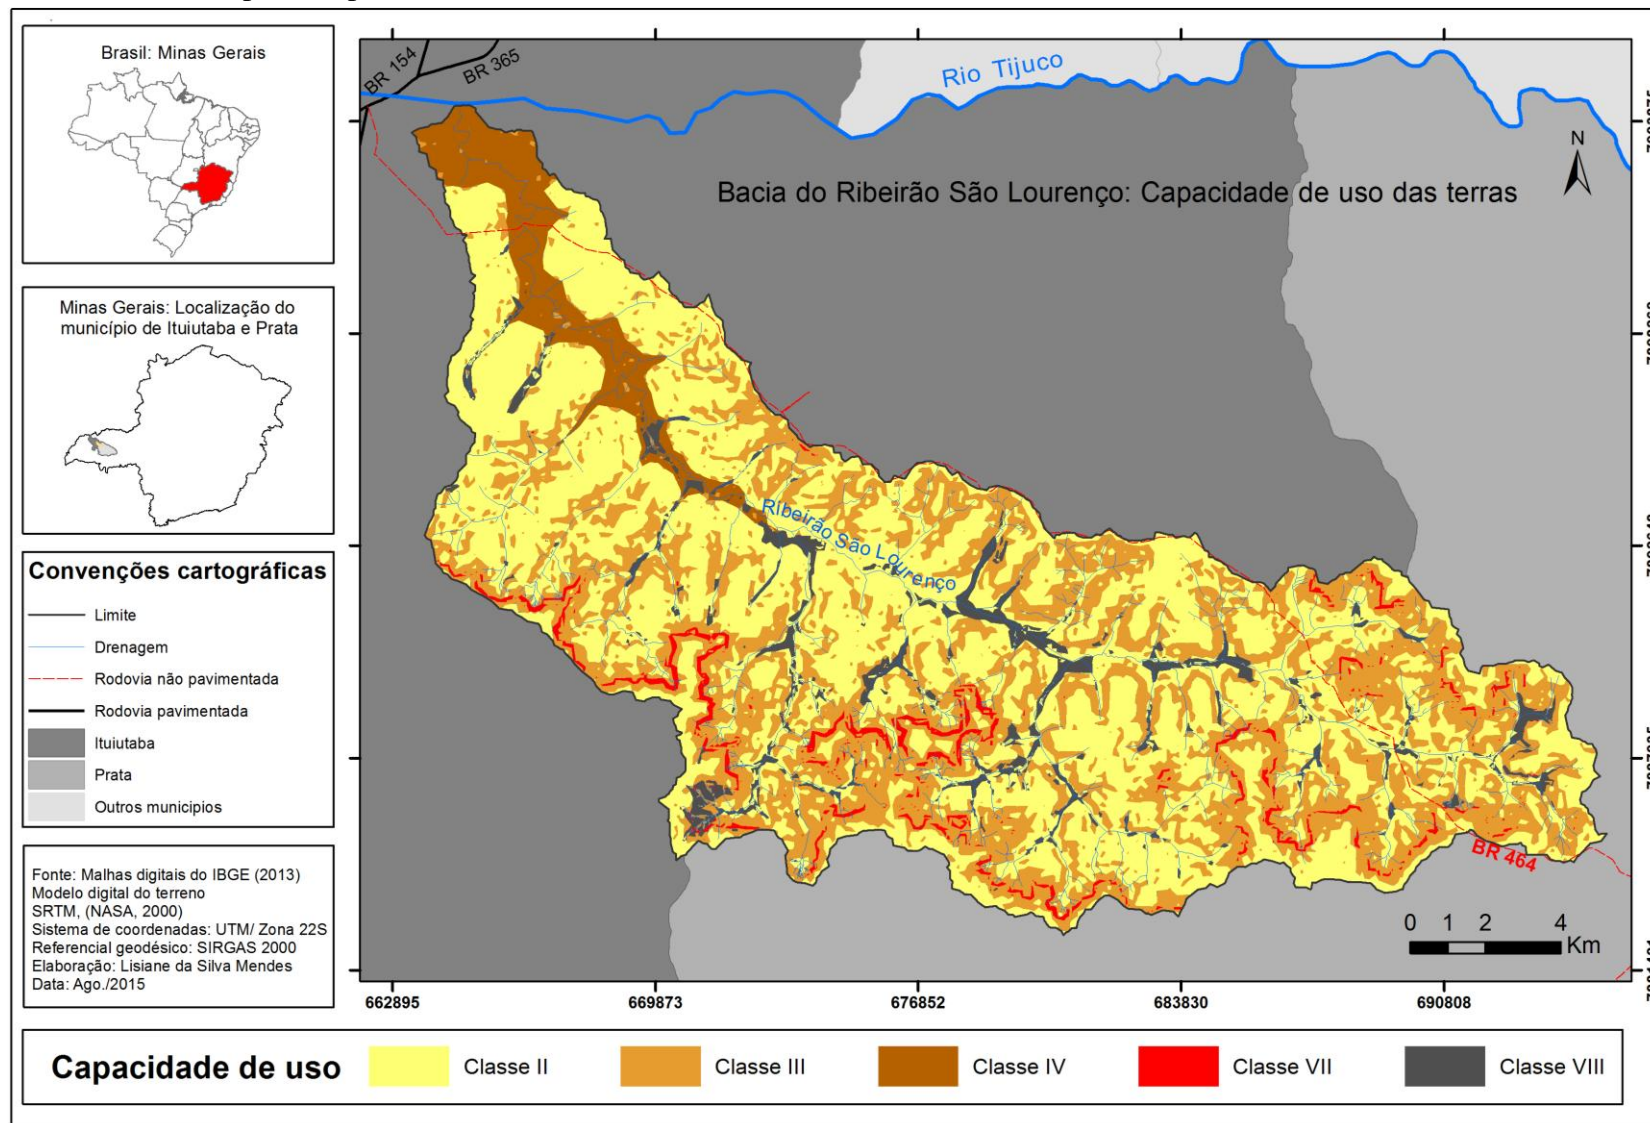 Brasil: Minas Gerais
Minas Gerais: Localização do
município de Ituiutaba e Prata
Convenções cartográficas
Limite
Drenagem
Rodovia não pavimentada
Rodovia pavimentada
Ituiutaba
Prata
Outros municipios
Fonte: Malhas digitais do IBGE (2013)
Modelo digital do terreno
SRTM, (NASA, 2000)
Sistema de coordenadas: UTM/ Zona 22S
Referencial geodésico: SIRGAS 2000
Elaboração: Lisiane da Silva Mendes
Data: Ago./2015
BR 154
BR 365
Rio Tijuco
N
Bacia do Ribeirão São Lourenço: Capacidade de uso das terras
Ribeirão São Lourenço
BR 464
0 1 2 4
Km
662895 669873 676852 683830 690808
Capacidade de uso
Classe II Classe III Classe IV Classe VII Classe VIII